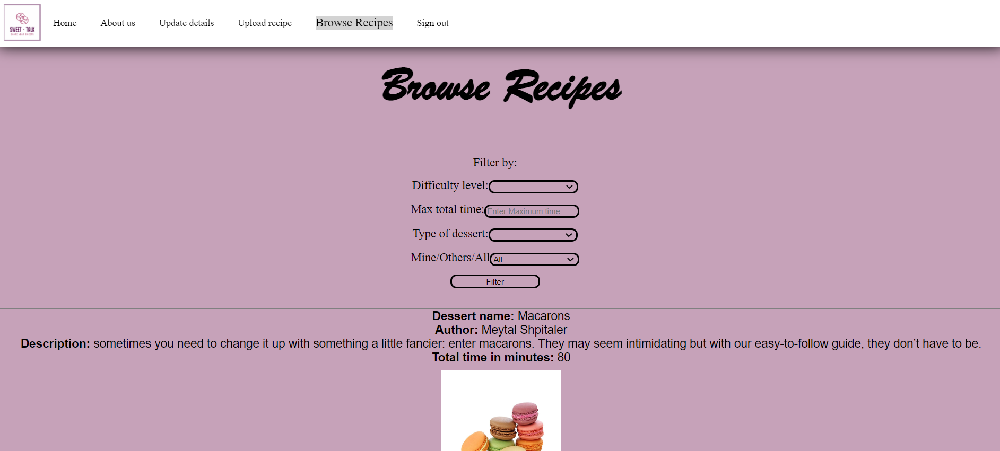 SWEET - TALK
SHARE YOUR SWEETS
Home
About us
Update details
Upload recipe
Browse Recipes
Sign out
Browse Recipes
Filter by:
Difficulty level:
Max total time: Enter Maximum time..
Type of dessert:
Mine/Others/All All
Filter
Dessert name: Macarons
Author: Meytal Shpitaler
Description: sometimes you need to change it up with something a little fancier: enter macarons. They may seem intimidating but with our easy-to-follow guide, they don’t have to be.
Total time in minutes: 80